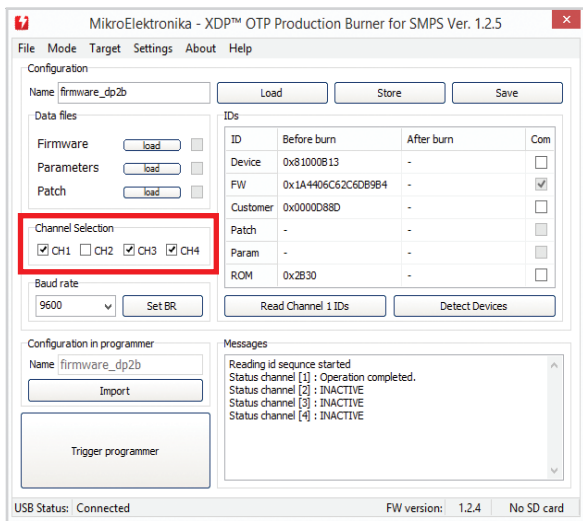 MikroElektronika - XDP™ OTP Production Burner for SMPS Ver. 1.2.5
File Mode Target Settings About Help
Configuration
Name firmware_dp2b
Load Store Save
Data files
Firmware load
Parameters load
Patch load
IDs
ID Before burn After burn Com
Device 0x81000B13 -
FW 0x1A4406C62C6DB9B4 -
Customer 0x0000D88D -
Patch - -
Param - -
ROM 0x2B30 -
Channel Selection
CH1 CH2 CH3 CH4
Baud rate
9600 Set BR
Read Channel 1 IDs Detect Devices
Configuration in programmer
Name firmware_dp2b
Import
Trigger programmer
Messages
Reading id sequnce started
Status channel [1] : Operation completed.
Status channel [2] : INACTIVE
Status channel [3] : INACTIVE
Status channel [4] : INACTIVE
USB Status: Connected FW version: 1.2.4 No SD card